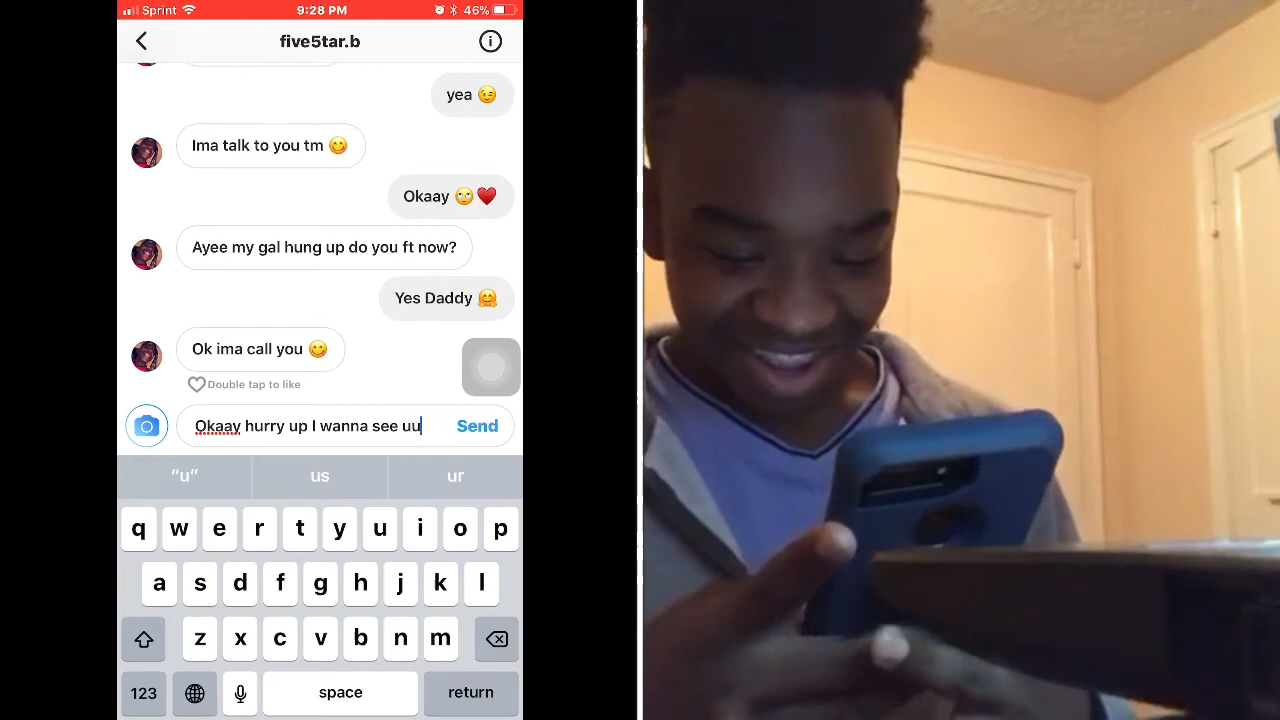 Sprint 9:28 PM 46%
five5tar.b
yea 😉
Ima talk to you tm 😋
Okaay 🙄♥️
Ayee my gal hung up do you ft now?
Yes Daddy 🤗
Ok ima call you 😋
Double tap to like
Okaay hurry up I wanna see uu Send
“u” us ur
q w e r t y u i o p
a s d f g h j k l
z x c v b n m
123 space return